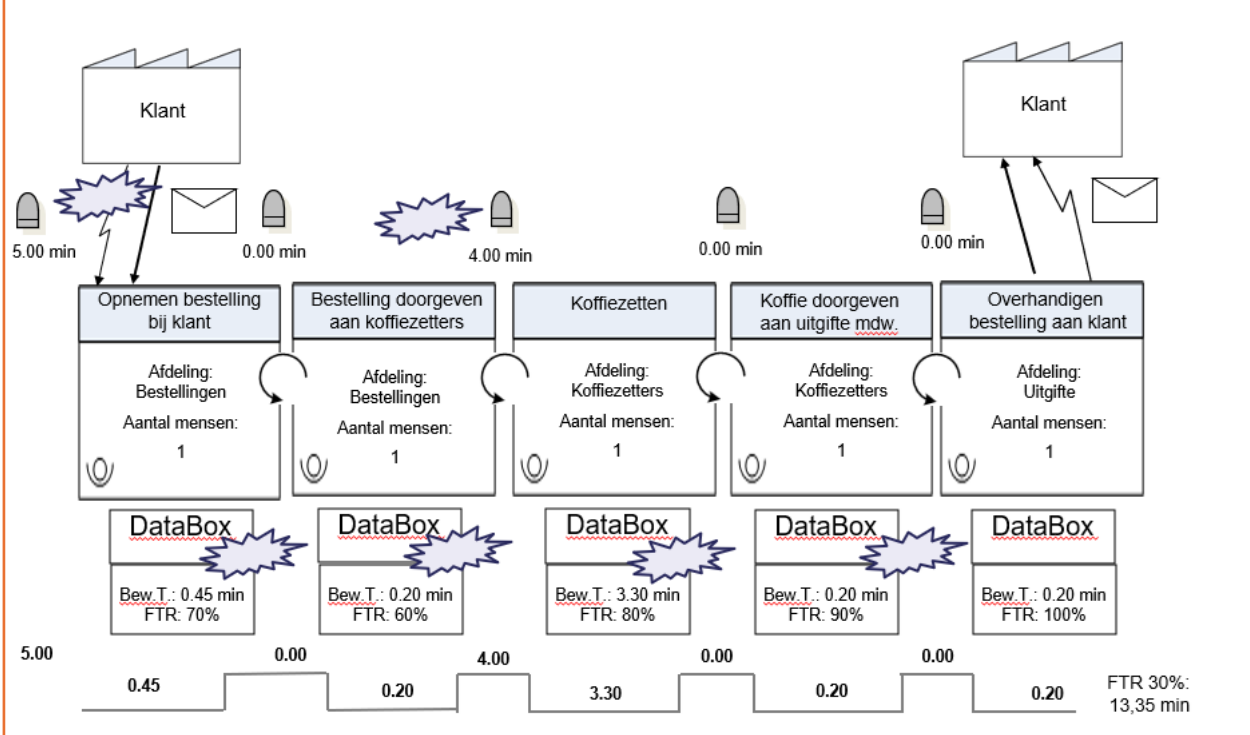 Klant
Klant
5.00 min
0.00 min
4.00 min
0.00 min
0.00 min
Opnemen bestelling
bij klant
Afdeling:
Bestellingen
Aantal mensen:
1
Bestelling doorgeven
aan koffiezetters
Afdeling:
Bestellingen
Aantal mensen:
1
Koffiezetten
Afdeling:
Koffiezetters
Aantal mensen:
1
Koffie doorgeven
aan uitgifte mdw.
Afdeling:
Koffiezetters
Aantal mensen:
1
Overhandigen
bestelling aan klant
Afdeling:
Uitgifte
Aantal mensen:
1
DataBox
Bew.T.: 0.45 min
FTR: 70%
DataBox
Bew.T.: 0.20 min
FTR: 60%
DataBox
Bew.T.: 3.30 min
FTR: 80%
DataBox
Bew.T.: 0.20 min
FTR: 90%
DataBox
Bew.T.: 0.20 min
FTR: 100%
5.00
0.45
0.00
0.20
4.00
3.30
0.00
0.20
0.00
0.20
FTR 30%:
13,35 min